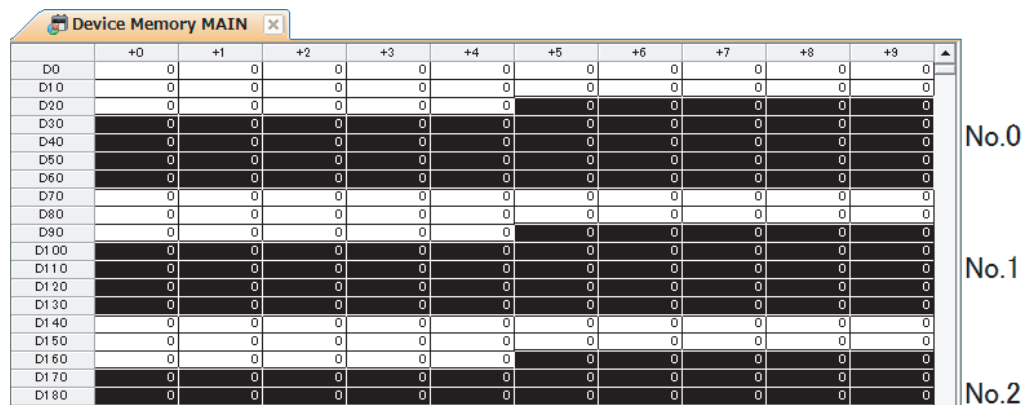 Device Memory MAIN
+0 +1 +2 +3 +4 +5 +6 +7 +8 +9
D0 0 0 0 0 0 0 0 0 0 0
D10 0 0 0 0 0 0 0 0 0 0
D20 0 0 0 0 0 0 0 0 0 0
D30 0 0 0 0 0 0 0 0 0 0
D40 0 0 0 0 0 0 0 0 0 0 No.0
D50 0 0 0 0 0 0 0 0 0 0
D60 0 0 0 0 0 0 0 0 0 0
D70 0 0 0 0 0 0 0 0 0 0
D80 0 0 0 0 0 0 0 0 0 0
D90 0 0 0 0 0 0 0 0 0 0
D100 0 0 0 0 0 0 0 0 0 0
D110 0 0 0 0 0 0 0 0 0 0 No.1
D120 0 0 0 0 0 0 0 0 0 0
D130 0 0 0 0 0 0 0 0 0 0
D140 0 0 0 0 0 0 0 0 0 0
D150 0 0 0 0 0 0 0 0 0 0
D160 0 0 0 0 0 0 0 0 0 0
D170 0 0 0 0 0 0 0 0 0 0
D180 0 0 0 0 0 0 0 0 0 0 No.2